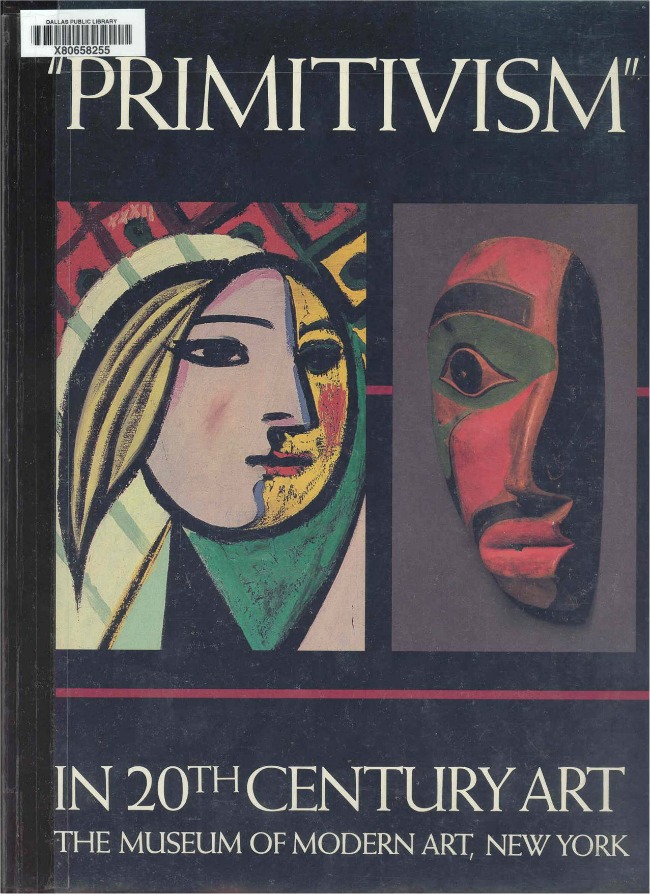 DALLAS PUBLIC LIBRARY
X80658255
"PRIMITIVISM"
IN 20TH CENTURY ART
THE MUSEUM OF MODERN ART, NEW YORK